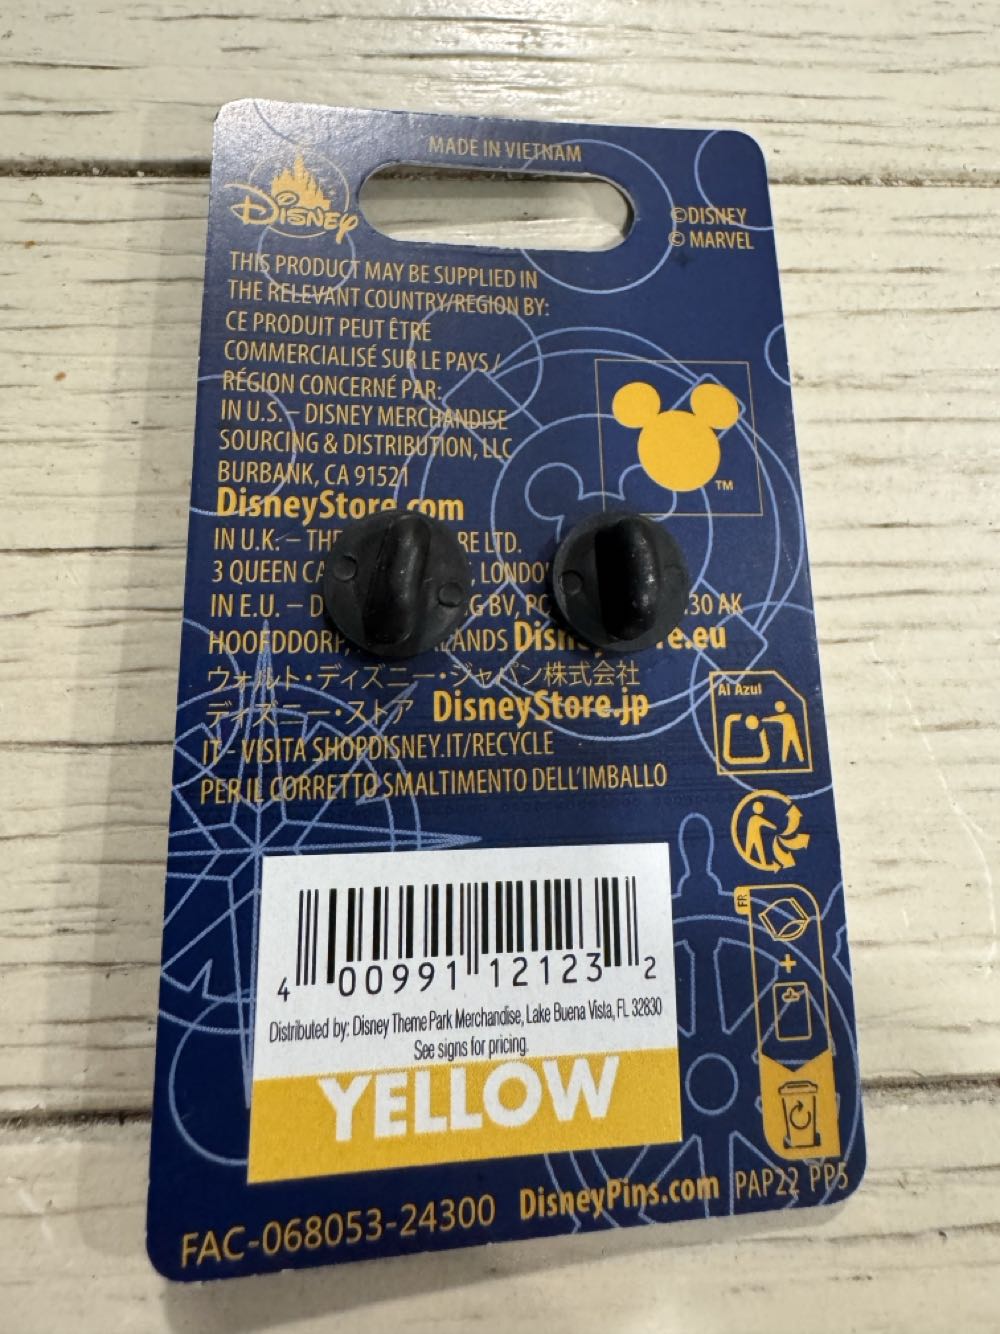 MADE IN VIETNAM
Disney
©DISNEY
© MARVEL
THIS PRODUCT MAY BE SUPPLIED IN
THE RELEVANT COUNTRY/REGION BY:
CE PRODUIT PEUT ÊTRE
COMMERCIALISÉ SUR LE PAYS /
RÉGION CONCERNÉ PAR:
IN U.S. – DISNEY MERCHANDISE
SOURCING & DISTRIBUTION, LLC
BURBANK, CA 91521
DisneyStore.com
TM
IN U.K. – THE LTD.
3 QUEEN
IN E.U. – BV, AK
HOOFDDORP,
ウォルト・ディズニー・ジャパン株式会社
ディズニー・ストア DisneyStore.jp
IT - VISITA SHOPDISNEY.IT/RECYCLE
PER IL CORRETTO SMALTIMENTO DELL'IMBALLO
Al Azul
FR
+
4 00991 12123 2
Distributed by: Disney Theme Park Merchandise, Lake Buena Vista, FL 32830
See signs for pricing.
YELLOW
FAC-068053-24300 DisneyPins.com PAP22 PP5